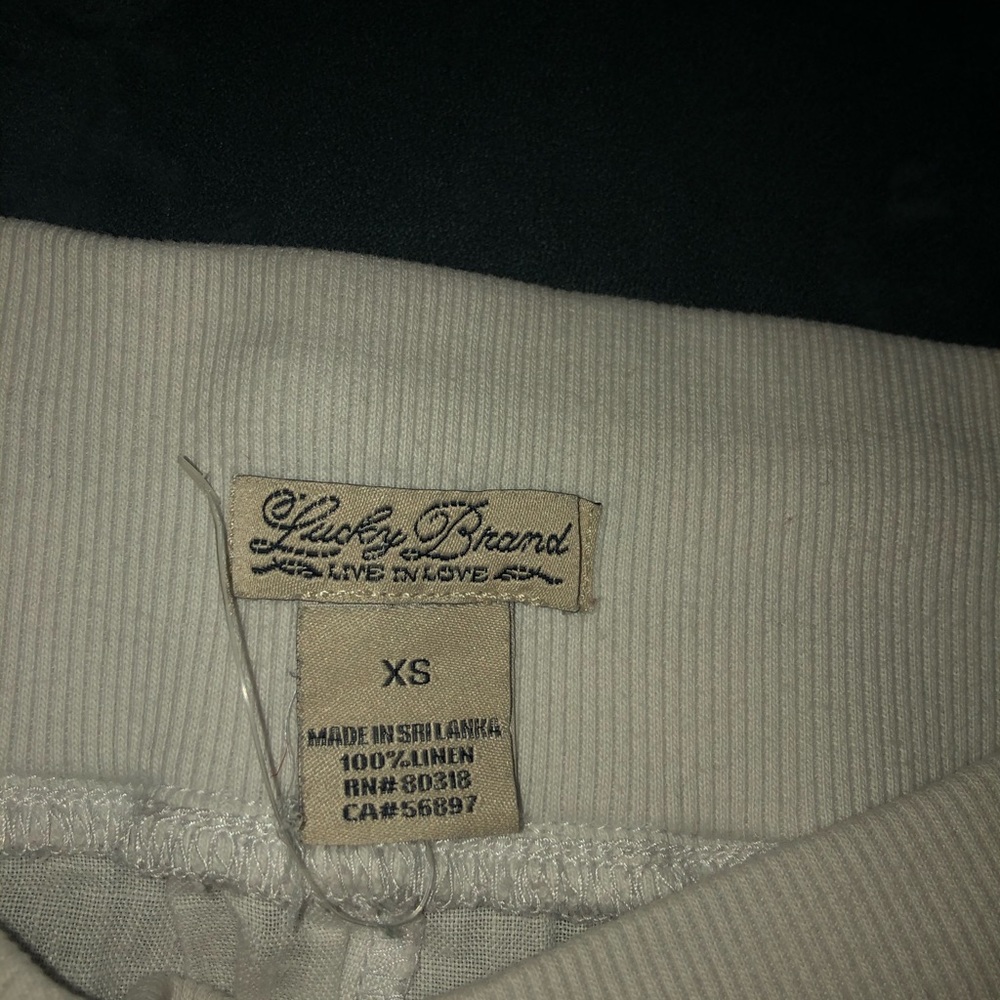 Lucky Brand
LIVE IN LOVE
XS
MADE IN SRI LANKA
100% LINEN
RN# 80318
CA# 56897